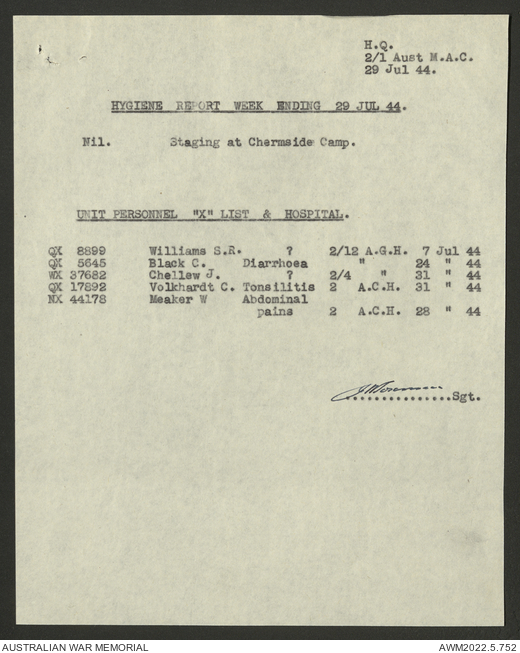 H.Q.
2/1 Aust M.A.C.
29 Jul 44.
HYGIENE REPORT WEEK ENDING 29 JUL 44.
Nil. Staging at Chermside Camp.
UNIT PERSONNEL "X" LIST & HOSPITAL.
QX 8899 Williams S.R. ? 2/12 A.G.H. 7 Jul 44
QX 5645 Black C. Diarrhoea " 24 " 44
WX 37682 Chellew J. ? 2/4 " 31 " 44
QX 17892 Volkhardt C. Tonsilitis 2 A.C.H. 31 " 44
NX 44178 Meaker W Abdominal
pains 2 A.C.H. 28 " 44
...............Sgt.
AUSTRALIAN WAR MEMORIAL AWM2022.5.752